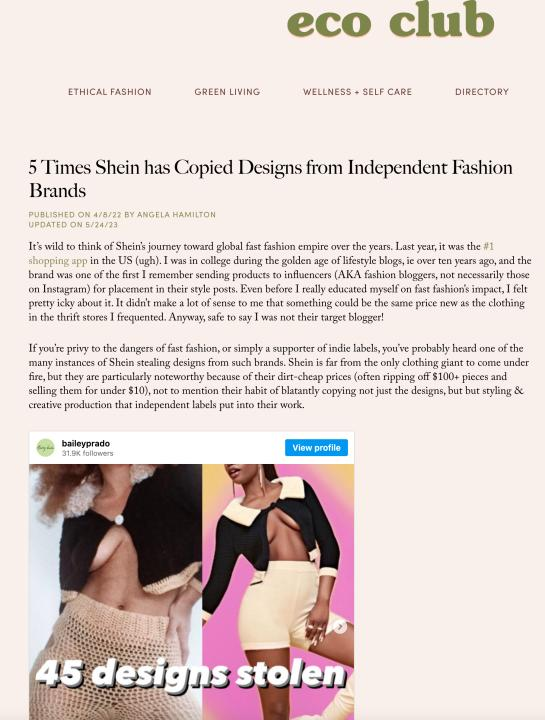 eco club
ETHICAL FASHION GREEN LIVING WELLNESS + SELF CARE DIRECTORY
5 Times Shein has Copied Designs from Independent Fashion
Brands
PUBLISHED ON 4/8/22 BY ANGELA HAMILTON
UPDATED ON 5/24/23
It's wild to think of Shein's journey toward global fast fashion empire over the years. Last year, it was the #1
shopping app in the US (ugh). I was in college during the golden age of lifestyle blogs, ie over ten years ago, and the
brand was one of the first I remember sending products to influencers (AKA fashion bloggers, not necessarily those
on Instagram) for placement in their style posts. Even before I really educated myself on fast fashion's impact, I felt
pretty icky about it. It didn't make a lot of sense to me that something could be the same price new as the clothing
in the thrift stores I frequented. Anyway, safe to say I was not their target blogger!
If you're privy to the dangers of fast fashion, or simply a supporter of indie labels, you've probably heard one of the
many instances of Shein stealing designs from such brands. Shein is far from the only clothing giant to come under
fire, but they are particularly noteworthy because of their dirt-cheap prices (often ripping off $100+ pieces and
selling them for under $10), not to mention their habit of blatantly copying not just the designs, but but styling &
creative production that independent labels put into their work.
baileyprado
31.9K followers
View profile
45 designs stolen